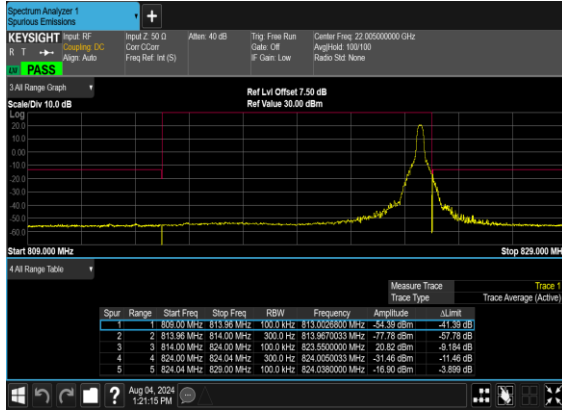 Spectrum Analyzer 1
Spurious Emissions
+
KEYSIGHT Input: RF Input Z: 50 Ω Atten: 40 dB Trig: Free Run Center Freq: 22.005000000 GHz
R T Coupling: DC Corr CCorr Gate: Off Avg|Hold: 100/100
Align: Auto Freq Ref: Int (S) IF Gain: Low Radio Std: None
PASS
3 All Range Graph Ref Lvl Offset 7.50 dB
Scale/Div 10.0 dB Ref Value 30.00 dBm
Log
20.0
10.0
0.00
-10.0
-20.0
-30.0
-40.0
-50.0
-60.0
Start 809.000 MHz Stop 829.000 MH
4 All Range Table
Measure Trace Trace 1
Trace Type Trace Average (Active)
Spur Range Start Freq Stop Freq RBW Frequency Amplitude ΔLimit
1 1 809.00 MHz 813.96 MHz 100.0 kHz 813.0026800 MHz -54.39 dBm -41.39 dB
2 2 813.96 MHz 814.00 MHz 300.0 Hz 813.9670033 MHz -77.78 dBm -57.78 dB
3 3 814.00 MHz 824.00 MHz 100.0 kHz 823.5500000 MHz 20.82 dBm -9.184 dB
4 4 824.00 MHz 824.04 MHz 300.0 Hz 824.0050033 MHz -31.46 dBm -11.46 dB
5 5 824.04 MHz 829.00 MHz 100.0 kHz 824.0380000 MHz -16.90 dBm -3.899 dB
? Aug 04, 2024
1:21:15 PM